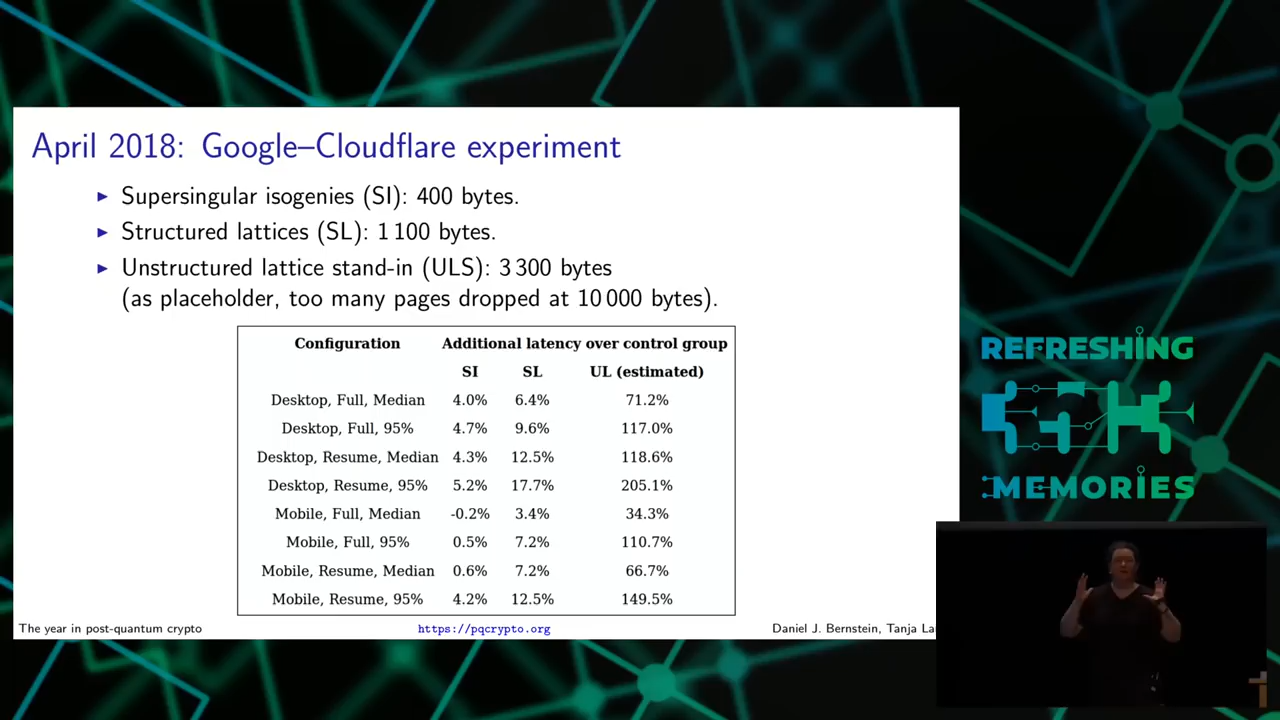 April 2018: Google–Cloudflare experiment
▶ Supersingular isogenies (SI): 400 bytes.
▶ Structured lattices (SL): 1 100 bytes.
▶ Unstructured lattice stand-in (ULS): 3 300 bytes
(as placeholder, too many pages dropped at 10 000 bytes).
Configuration Additional latency over control group
SI SL UL (estimated)
Desktop, Full, Median 4.0% 6.4% 71.2%
Desktop, Full, 95% 4.7% 9.6% 117.0%
Desktop, Resume, Median 4.3% 12.5% 118.6%
Desktop, Resume, 95% 5.2% 17.7% 205.1%
Mobile, Full, Median -0.2% 3.4% 34.3%
Mobile, Full, 95% 0.5% 7.2% 110.7%
Mobile, Resume, Median 0.6% 7.2% 66.7%
Mobile, Resume, 95% 4.2% 12.5% 149.5%
The year in post-quantum crypto https://pqcrypto.org Daniel J. Bernstein, Tanja
REFRESHING
MEMORIES